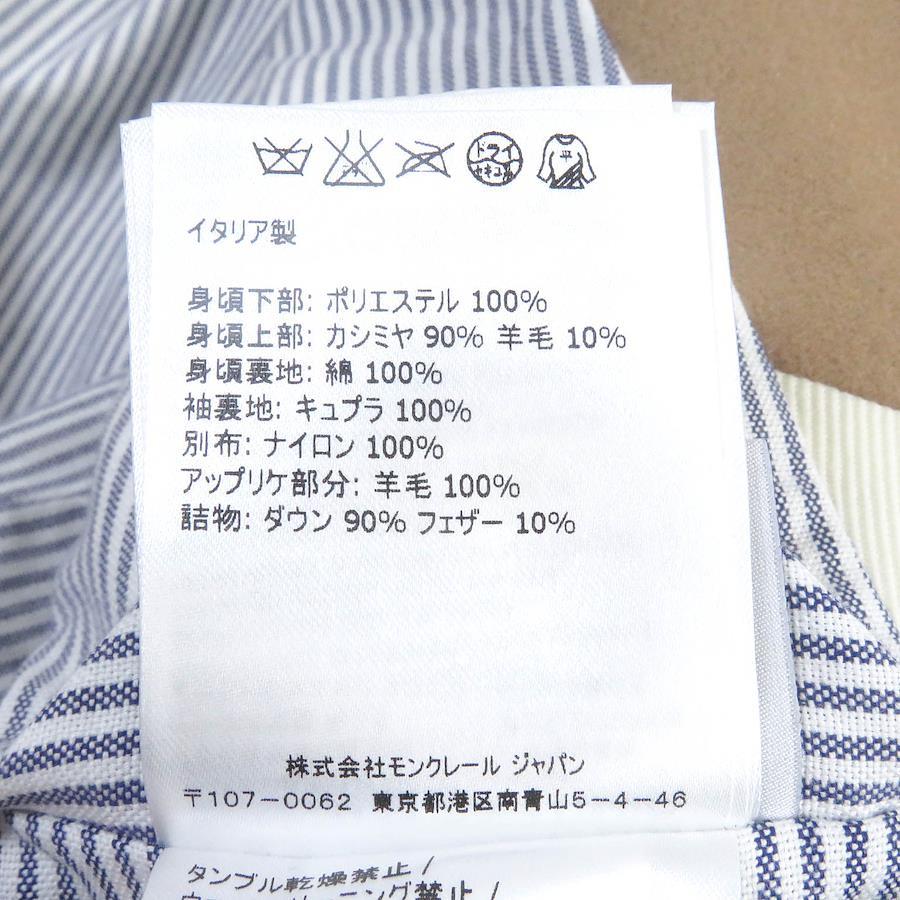 ドライ
セキユ系
平
イタリア製
身頃下部: ポリエステル 100%
身頃上部: カシミヤ 90% 羊毛 10%
身頃裏地: 綿 100%
袖裏地: キュプラ 100%
別布: ナイロン 100%
アップリケ部分: 羊毛 100%
詰物: ダウン 90% フェザー 10%
株式会社モンクレール ジャパン
〒107-0062 東京都港区南青山5-4-46
タンブル乾燥禁止 /
禁止 /